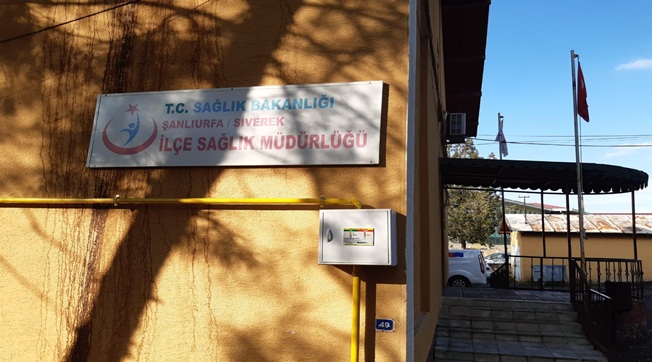 T.C. SAĞLIK BAKANLIĞI
ŞANLIURFA / SİVEREK
İLÇE SAĞLIK MÜDÜRLÜĞÜ
49